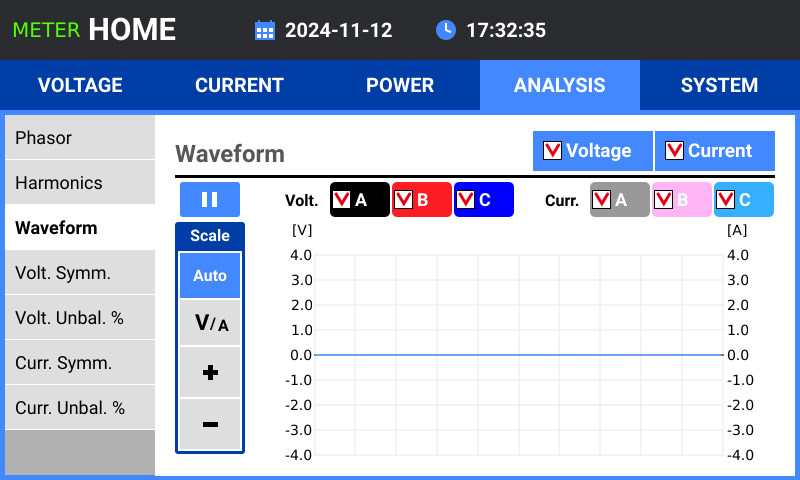 METER HOME 2024-11-12 17:32:35
VOLTAGE CURRENT POWER ANALYSIS SYSTEM
Phasor
Harmonics
Waveform
Volt. Symm.
Volt. Unbal. %
Curr. Symm.
Curr. Unbal. %
Waveform Voltage Current
Volt. A B C Curr. A B C
Scale
Auto
V/A
+
-
[V] [A]
4.0 4.0
3.0 3.0
2.0 2.0
1.0 1.0
0.0 0.0
-1.0 -1.0
-2.0 -2.0
-3.0 -3.0
-4.0 -4.0